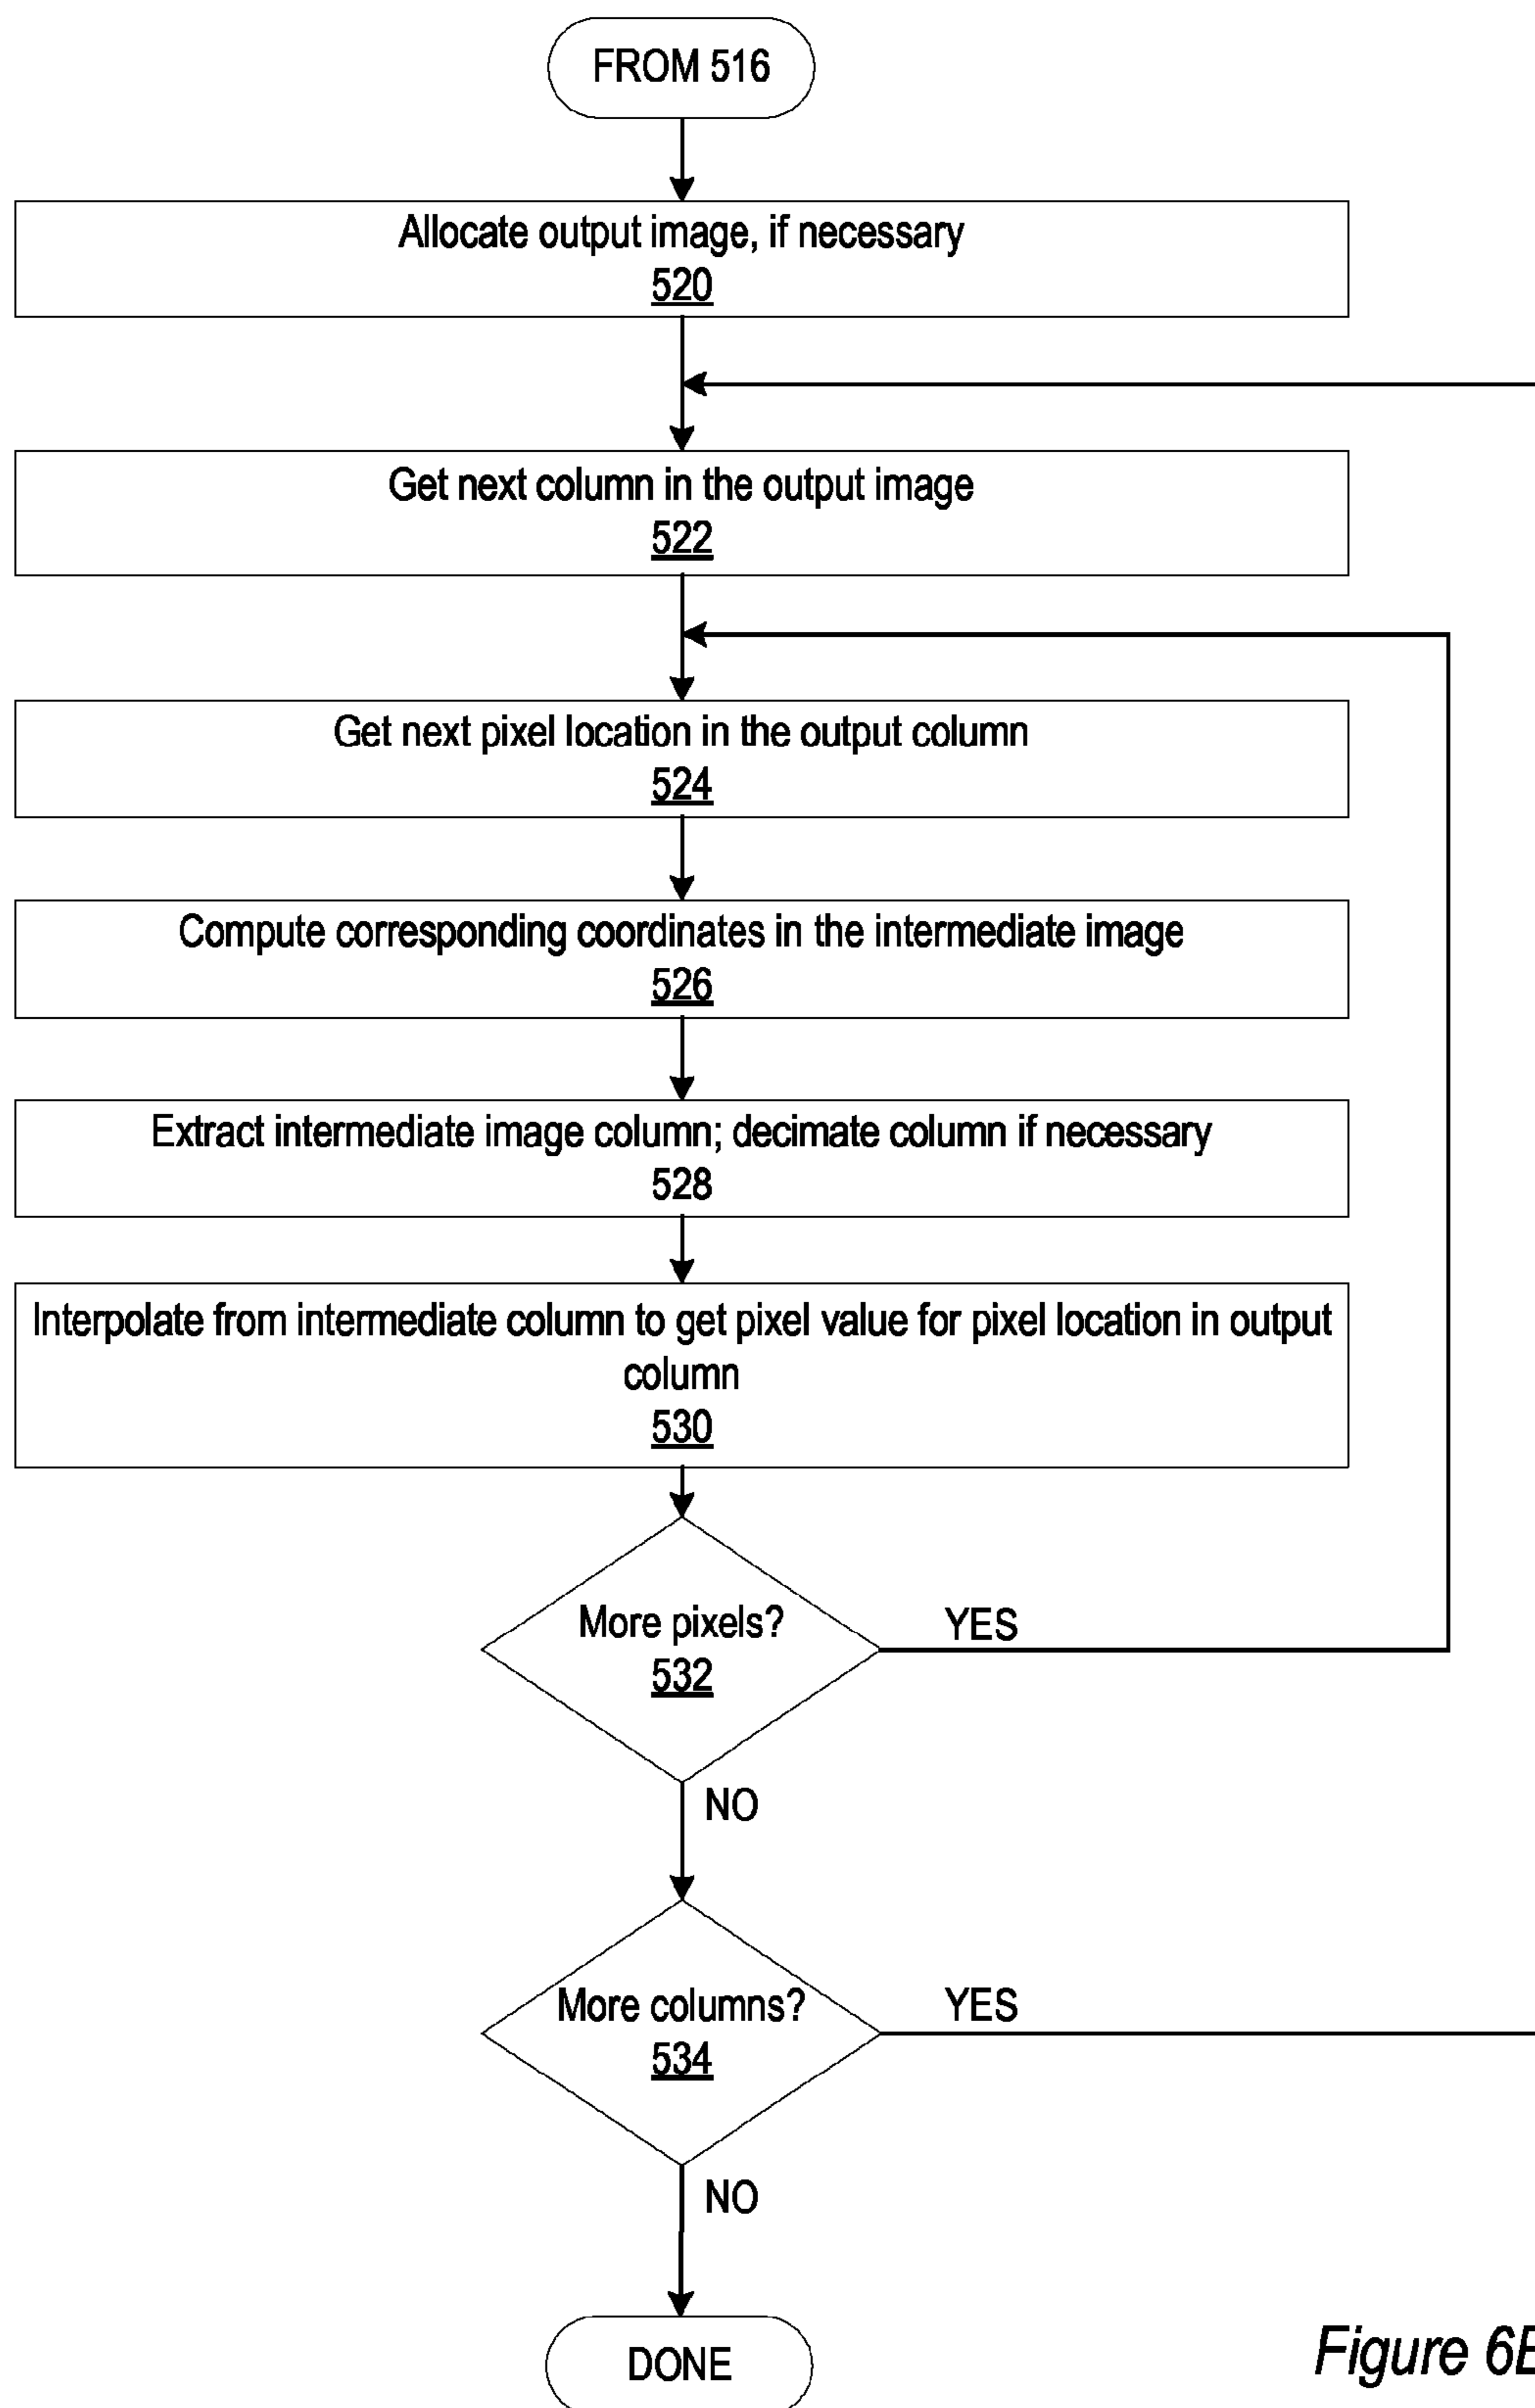 FROM 516
Allocate output image, if necessary
520
Get next column in the output image
522
Get next pixel location in the output column
524
Compute corresponding coordinates in the intermediate image
526
Extract intermediate image column; decimate column if necessary
528
Interpolate from intermediate column to get pixel value for pixel location in output
column
530
More pixels?
532
YES
NO
More columns?
534
YES
NO
DONE
Figure 6B